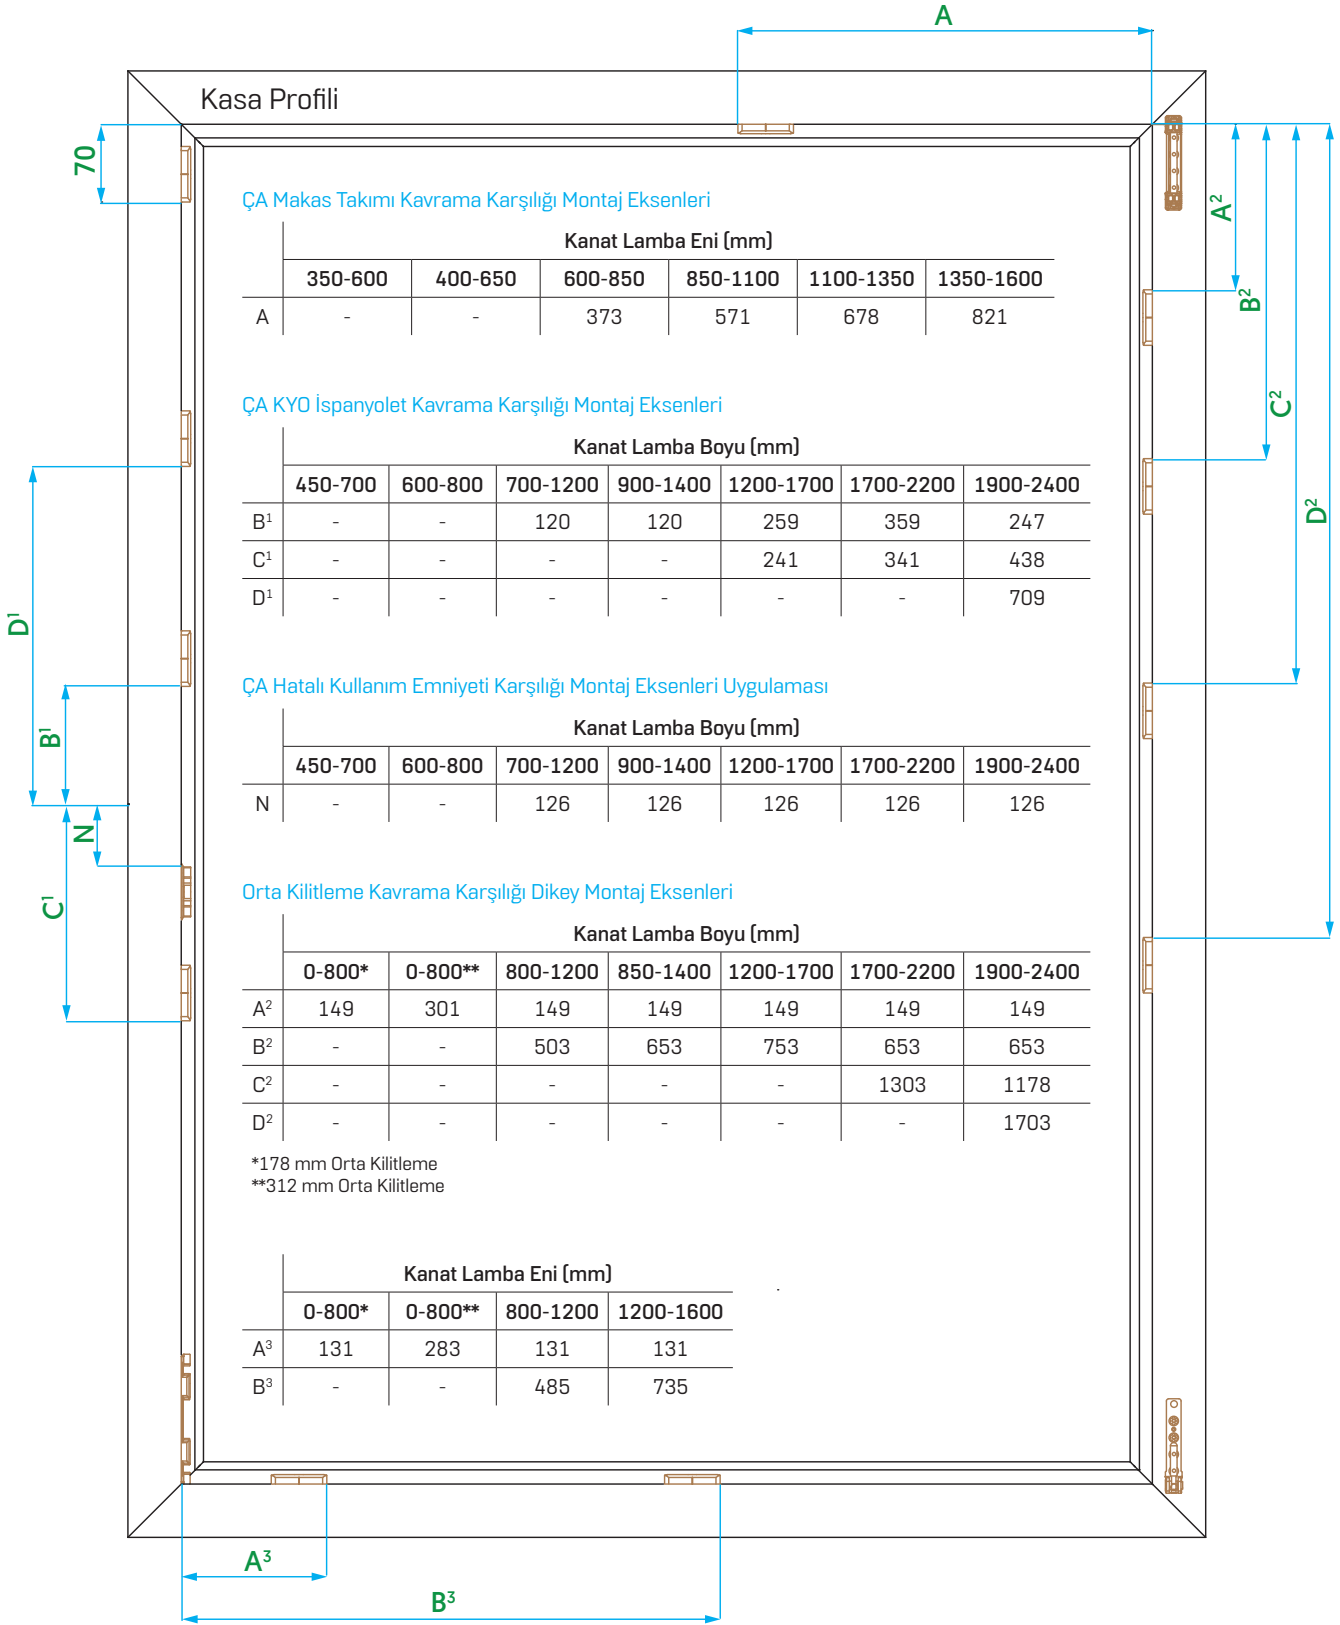 A
Kasa Profili
70
A²
B²
C²
D²
ÇA Makas Takımı Kavrama Karşılığı Montaj Eksenleri
Kanat Lamba Eni (mm)
350-600 400-650 600-850 850-1100 1100-1350 1350-1600
A - - 373 571 678 821
ÇA KYO İspanyolet Kavrama Karşılığı Montaj Eksenleri
Kanat Lamba Boyu (mm)
450-700 600-800 700-1200 900-1400 1200-1700 1700-2200 1900-2400
B¹ - - 120 120 259 359 247
C¹ - - - - 241 341 438
D¹ - - - - - - 709
D¹
B¹
N
C¹
ÇA Hatalı Kullanım Emniyeti Karşılığı Montaj Eksenleri Uygulaması
Kanat Lamba Boyu (mm)
450-700 600-800 700-1200 900-1400 1200-1700 1700-2200 1900-2400
N - - 126 126 126 126 126
Orta Kilitleme Kavrama Karşılığı Dikey Montaj Eksenleri
Kanat Lamba Boyu (mm)
0-800* 0-800** 800-1200 850-1400 1200-1700 1700-2200 1900-2400
A² 149 301 149 149 149 149 149
B² - - 503 653 753 653 653
C² - - - - - 1303 1178
D² - - - - - - 1703
*178 mm Orta Kilitleme
**312 mm Orta Kilitleme
Kanat Lamba Eni (mm)
0-800* 0-800** 800-1200 1200-1600
A³ 131 283 131 131
B³ - - 485 735
A³
B³